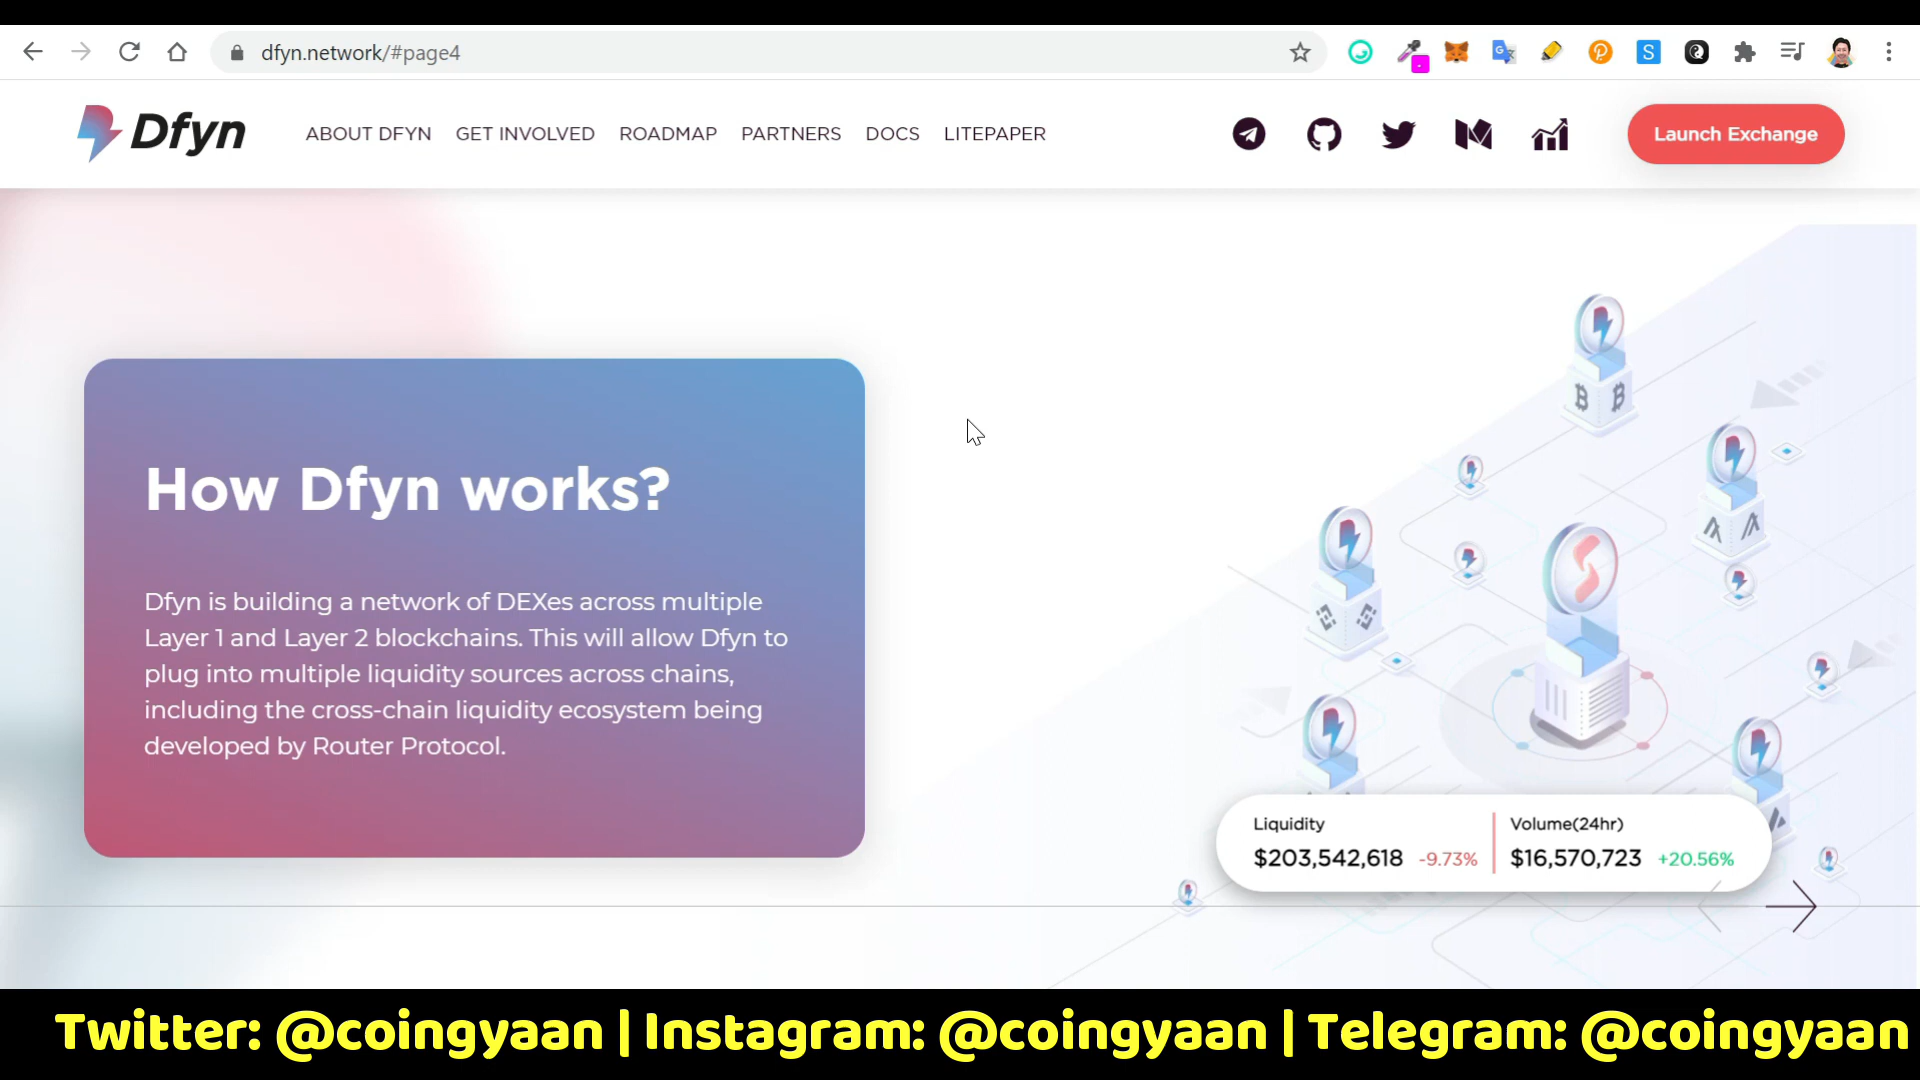 dfyn.network/#page4
Dfyn
ABOUT DFYN GET INVOLVED ROADMAP PARTNERS DOCS LITEPAPER
Launch Exchange
How Dfyn works?
Dfyn is building a network of DEXes across multiple
Layer 1 and Layer 2 blockchains. This will allow Dfyn to
plug into multiple liquidity sources across chains,
including the cross-chain liquidity ecosystem being
developed by Router Protocol.
Liquidity
$203,542,618 -9.73%
Volume(24hr)
$16,570,723 +20.56%
Twitter: @coingyaan | Instagram: @coingyaan | Telegram: @coingyaan